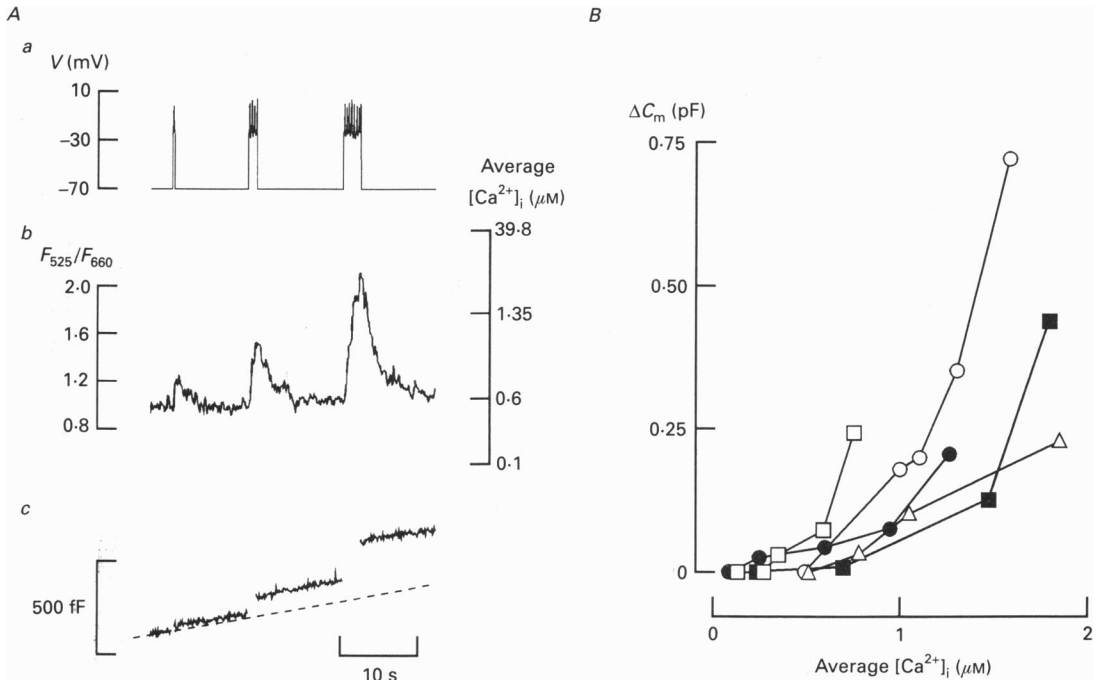 A
B
a
V (mV)
10
−30
−70
Average
[Ca²⁺]ᵢ (μM)
39·8
1·35
0·6
0·1
b
F₅₂₅/F₆₆₀
2.0
1·6
1·2
0·8
c
500 fF
10 s
ΔCₘ (pF)
0·75
0·50
0·25
0
0
1
2
Average [Ca²⁺]ᵢ (μM)